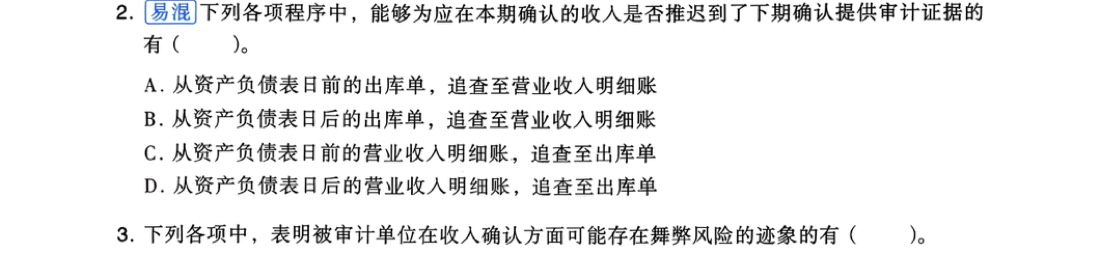 2. 易混 下列各项程序中，能够为应在本期确认的收入是否推迟到了下期确认提供审计证据的
有（　　）。
A. 从资产负债表日前的出库单，追查至营业收入明细账
B. 从资产负债表日后的出库单，追查至营业收入明细账
C. 从资产负债表日前的营业收入明细账，追查至出库单
D. 从资产负债表日后的营业收入明细账，追查至出库单
3. 下列各项中，表明被审计单位在收入确认方面可能存在舞弊风险的迹象的有（　　）。